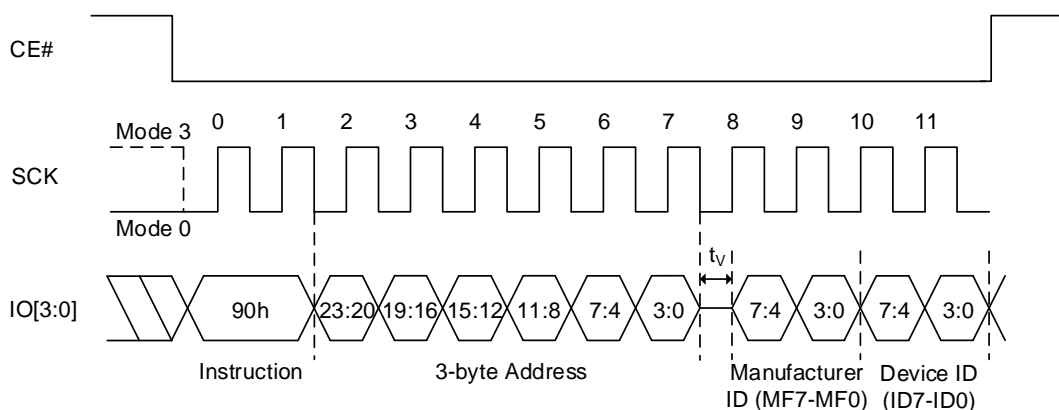 CE#
0 1 2 3 4 5 6 7 8 9 10 11
Mode 3
SCK
Mode 0
tV
IO[3:0] 90h 23:20 19:16 15:12 11:8 7:4 3:0 7:4 3:0 7:4 3:0
Instruction 3-byte Address Manufacturer Device ID
ID (MF7-MF0) (ID7-ID0)